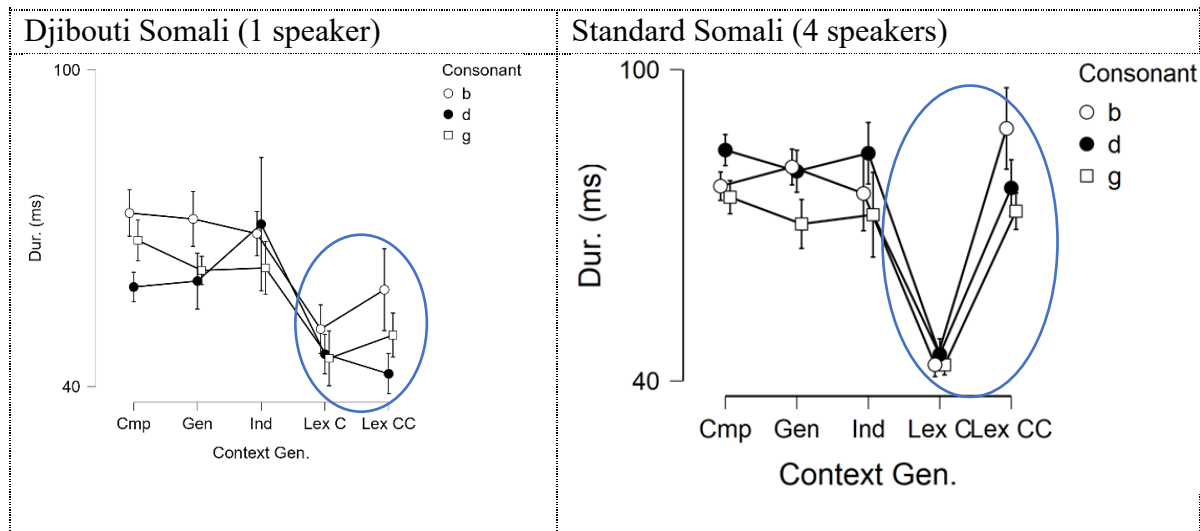 Djibouti Somali (1 speaker)
100
Consonant
b
d
g
Dur. (ms)
40
Cmp Gen Ind Lex C Lex CC
Context Gen.
Standard Somali (4 speakers)
100
Consonant
b
d
g
Dur. (ms)
40
Cmp Gen Ind Lex C Lex CC
Context Gen.